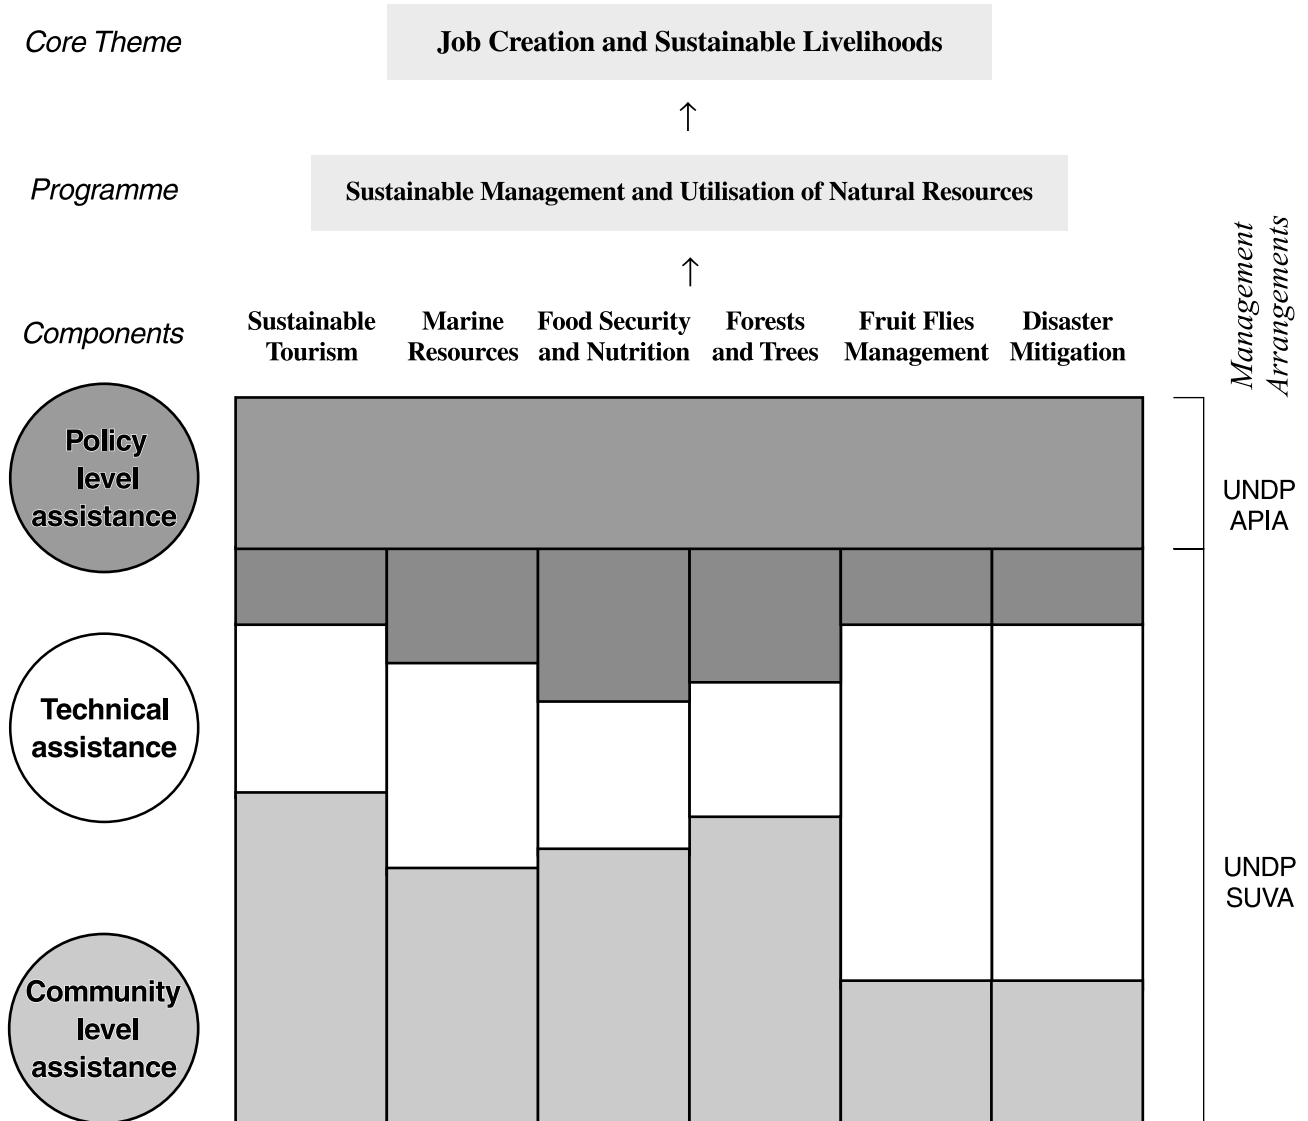 Core Theme
Job Creation and Sustainable Livelihoods
Programme
Sustainable Management and Utilisation of Natural Resources
Management
Arrangements
Components
Sustainable
Tourism
Marine
Resources
Food Security
and Nutrition
Forests
and Trees
Fruit Flies
Management
Disaster
Mitigation
Policy
level
assistance
UNDP
APIA
Technical
assistance
UNDP
SUVA
Community
level
assistance